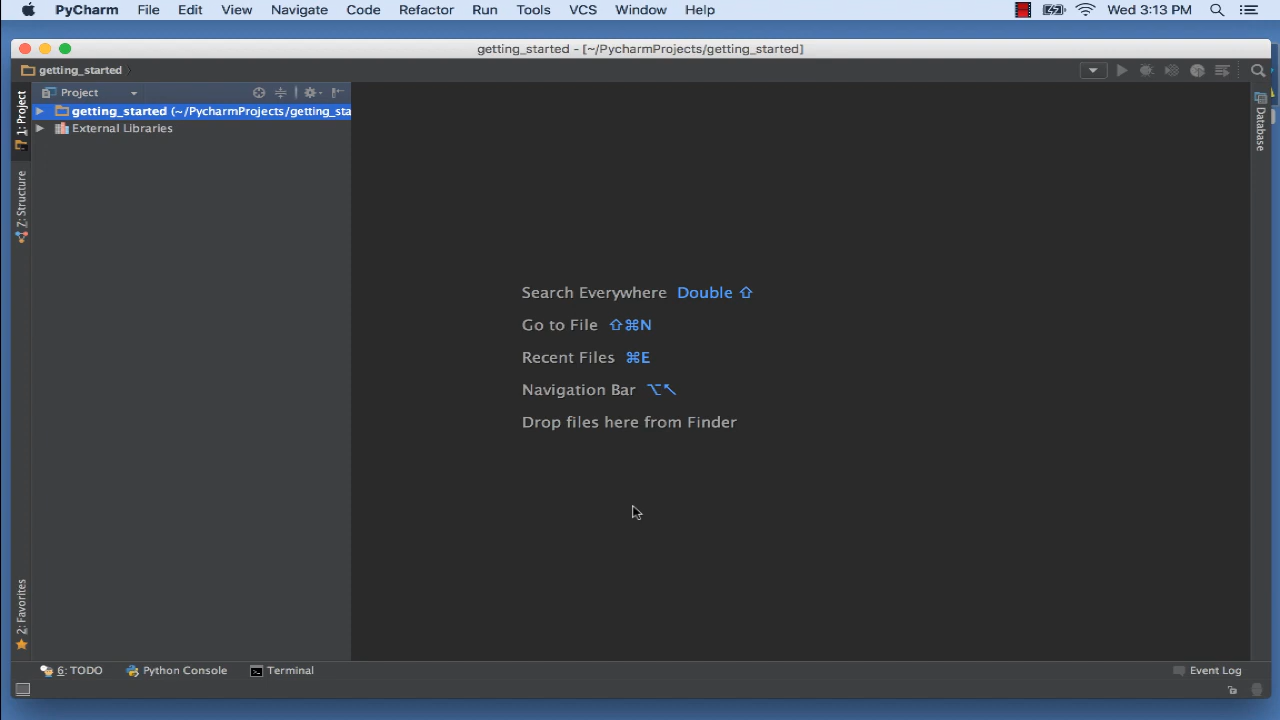 PyCharm File Edit View Navigate Code Refactor Run Tools VCS Window Help Wed 3:13 PM
getting_started - [~/PycharmProjects/getting_started]
getting_started
Project
getting_started (~/PycharmProjects/getting_sta
External Libraries
1: Project
7: Structure
2: Favorites
Database
Search Everywhere Double ⇧
Go to File ⇧⌘N
Recent Files ⌘E
Navigation Bar ⌥↖
Drop files here from Finder
6: TODO Python Console Terminal Event Log